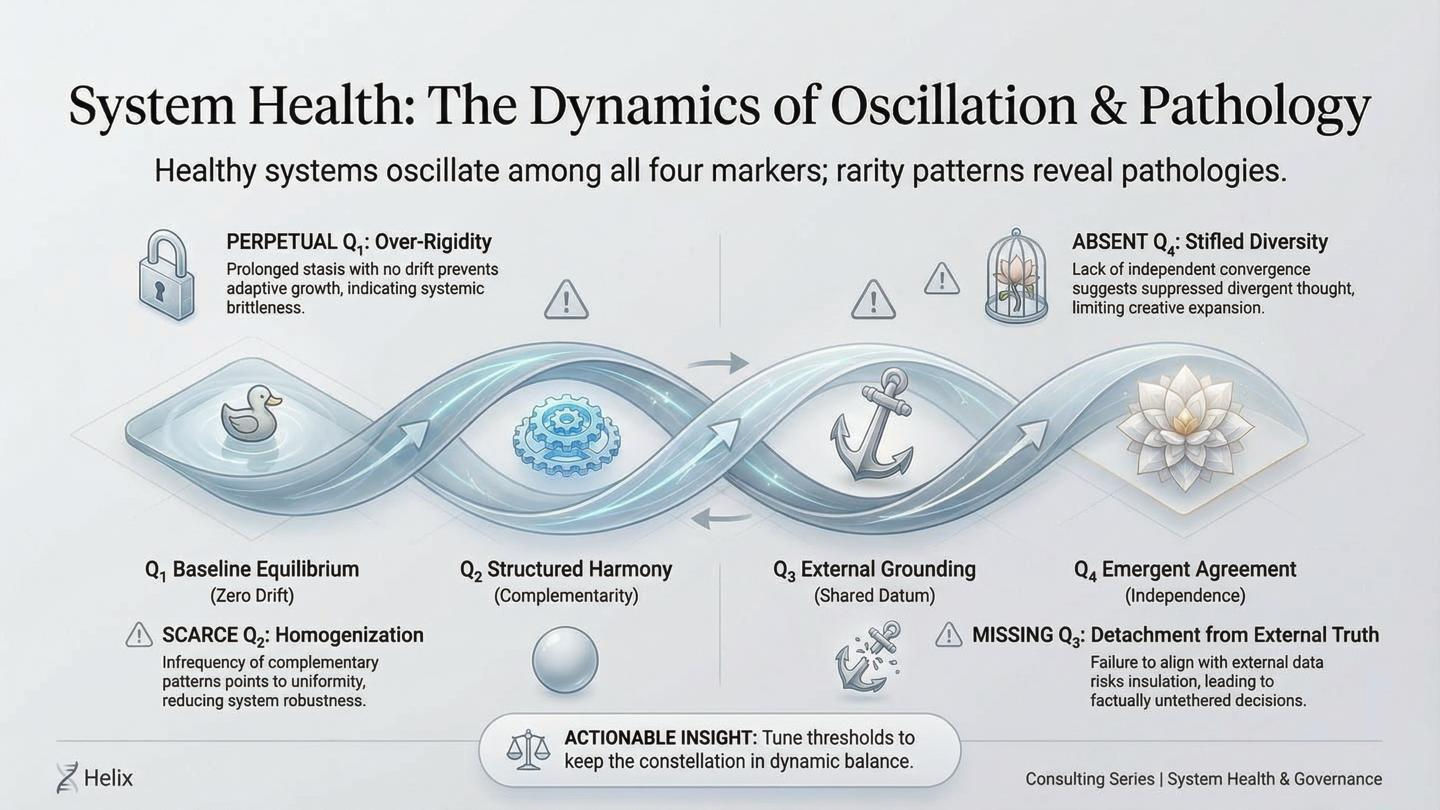 System Health: The Dynamics of Oscillation & Pathology
Healthy systems oscillate among all four markers; rarity patterns reveal pathologies.
PERPETUAL Q₁: Over-Rigidity
Prolonged stasis with no drift prevents
adaptive growth, indicating systemic
brittleness.
ABSENT Q₄: Stifled Diversity
Lack of independent convergence
suggests suppressed divergent thought,
limiting creative expansion.
Q₁ Baseline Equilibrium
(Zero Drift)
Q₂ Structured Harmony
(Complementarity)
Q₃ External Grounding
(Shared Datum)
Q₄ Emergent Agreement
(Independence)
SCARCE Q₂: Homogenization
Infrequency of complementary
patterns points to uniformity,
reducing system robustness.
MISSING Q₃: Detachment from External Truth
Failure to align with external data
risks insulation, leading to
factually untethered decisions.
ACTIONABLE INSIGHT: Tune thresholds to
keep the constellation in dynamic balance.
Helix
Consulting Series | System Health & Governance